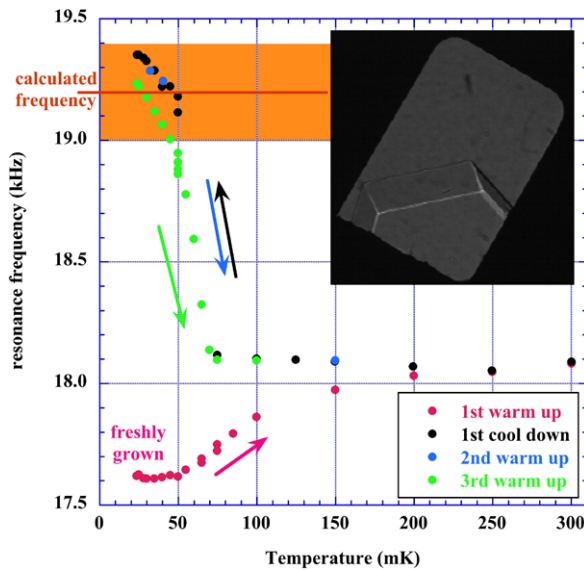 19.5
19.0
18.5
18.0
17.5
resonance frequency (kHz)
calculated
frequency
freshly
grown
1st warm up
1st cool down
2nd warm up
3rd warm up
0 50 100 150 200 250 300
Temperature (mK)